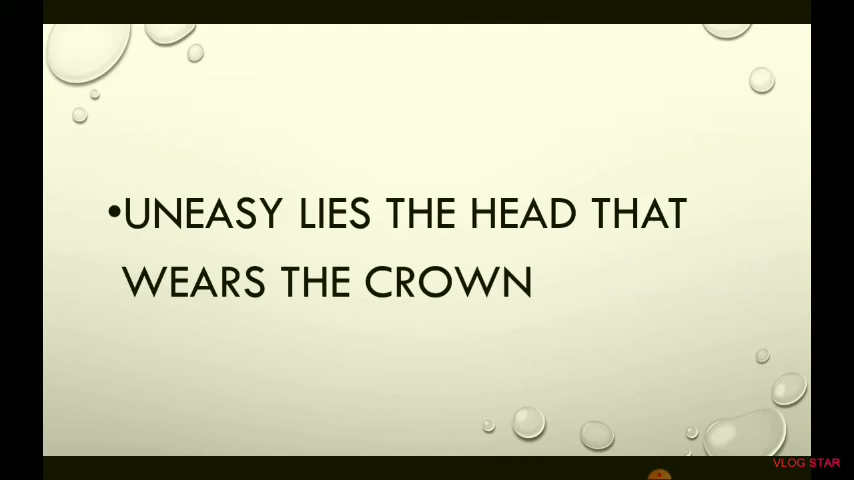 •UNEASY LIES THE HEAD THAT
WEARS THE CROWN
VLOG STAR